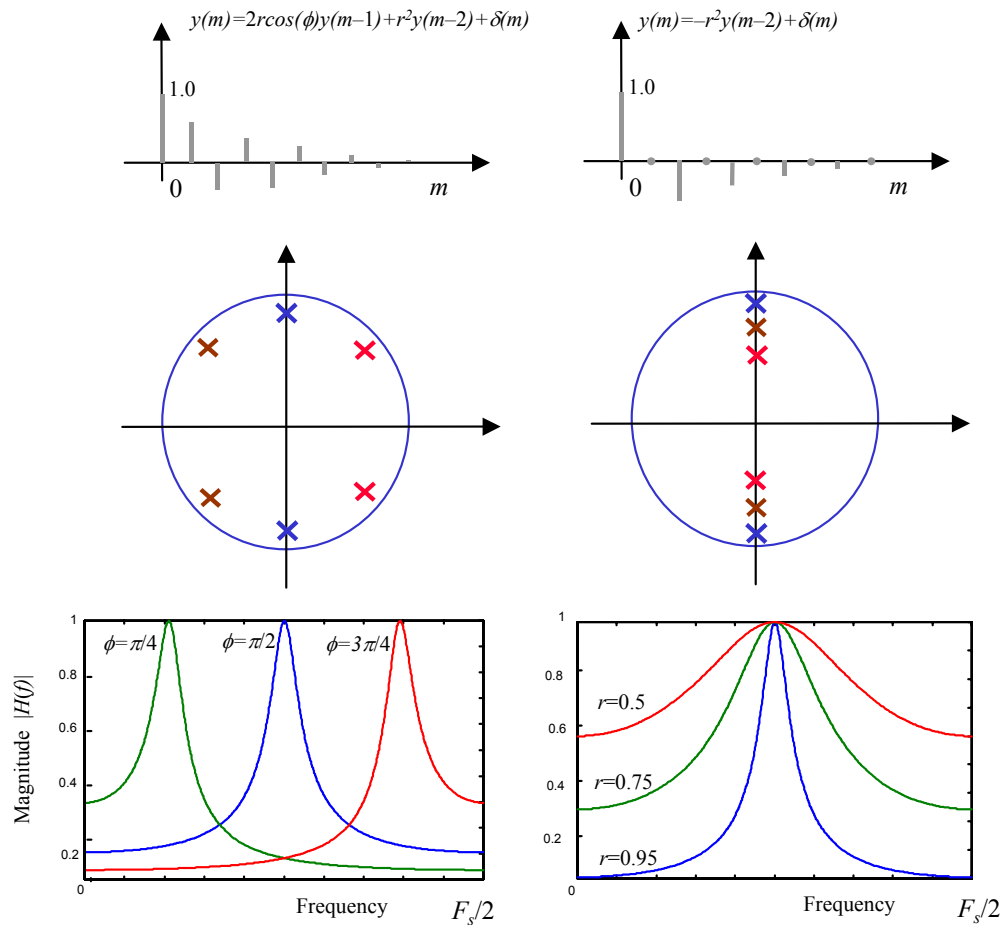 y(m)=2rcos(ϕ)y(m–1)+r²y(m–2)+δ(m)
y(m)=–r²y(m–2)+δ(m)
1.0
0
m
1.0
0
m
1
0.8
0.6
0.4
0.2
0
Magnitude |H(f)|
ϕ=π/4
ϕ=π/2
ϕ=3π/4
Frequency
Fₛ/2
1
0.8
0.6
0.4
0.2
0
r=0.5
r=0.75
r=0.95
Frequency
Fₛ/2